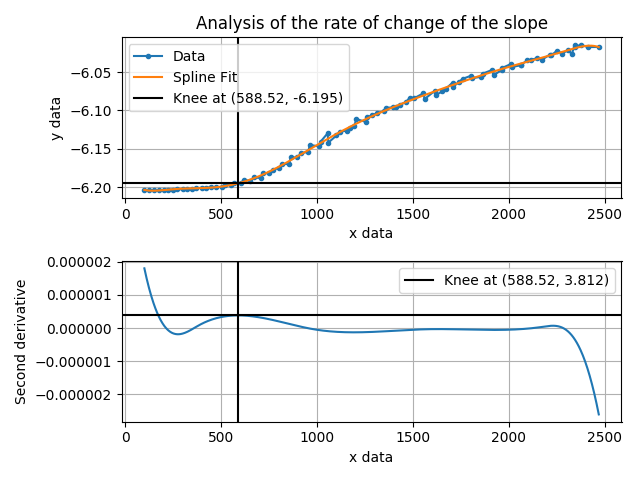 Analysis of the rate of change of the slope
Data
Spline Fit
Knee at (588.52, -6.195)
y data
−6.05
−6.10
−6.15
−6.20
0 500 1000 1500 2000 2500
x data
Knee at (588.52, 3.812)
Second derivative
0.000002
0.000001
0.000000
−0.000001
−0.000002
0 500 1000 1500 2000 2500
x data